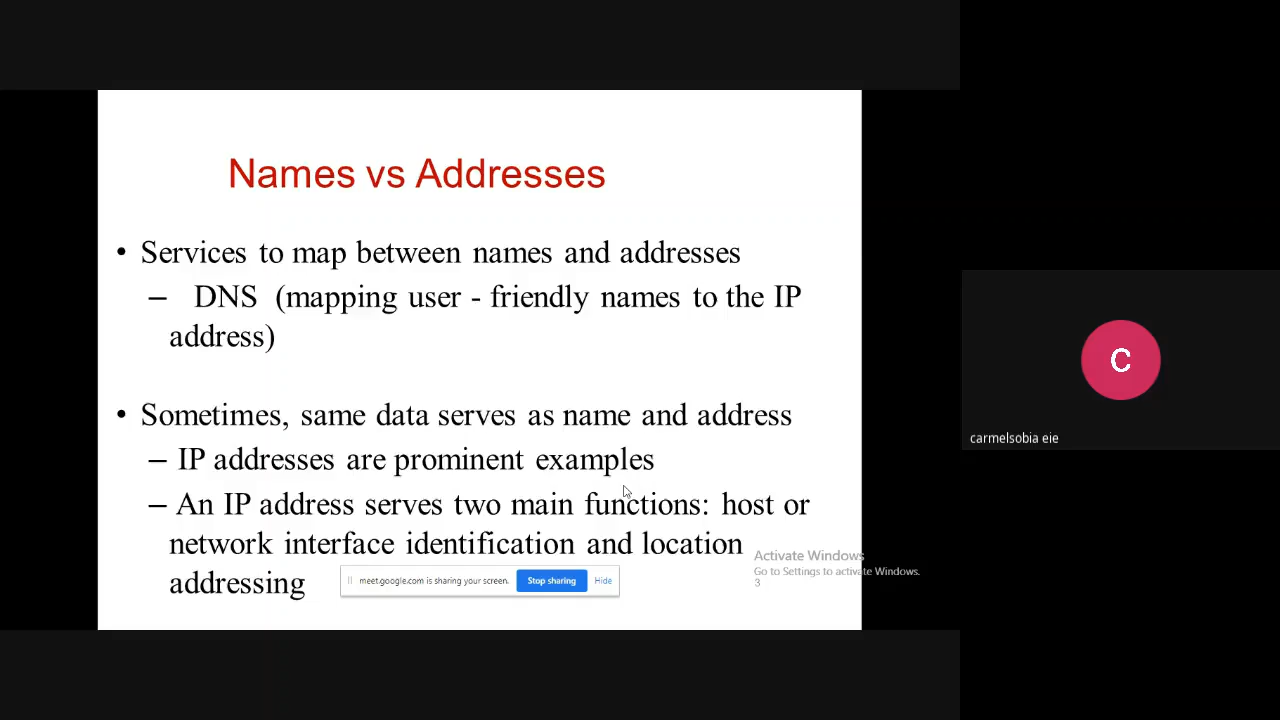 Names vs Addresses
• Services to map between names and addresses
– DNS (mapping user - friendly names to the IP
address)
• Sometimes, same data serves as name and address
– IP addresses are prominent examples
– An IP address serves two main functions: host or
network interface identification and location
addressing
meet.google.com is sharing your screen. Stop sharing Hide
Activate Windows
Go to Settings to activate Windows.
3
C
carmelsobia eie